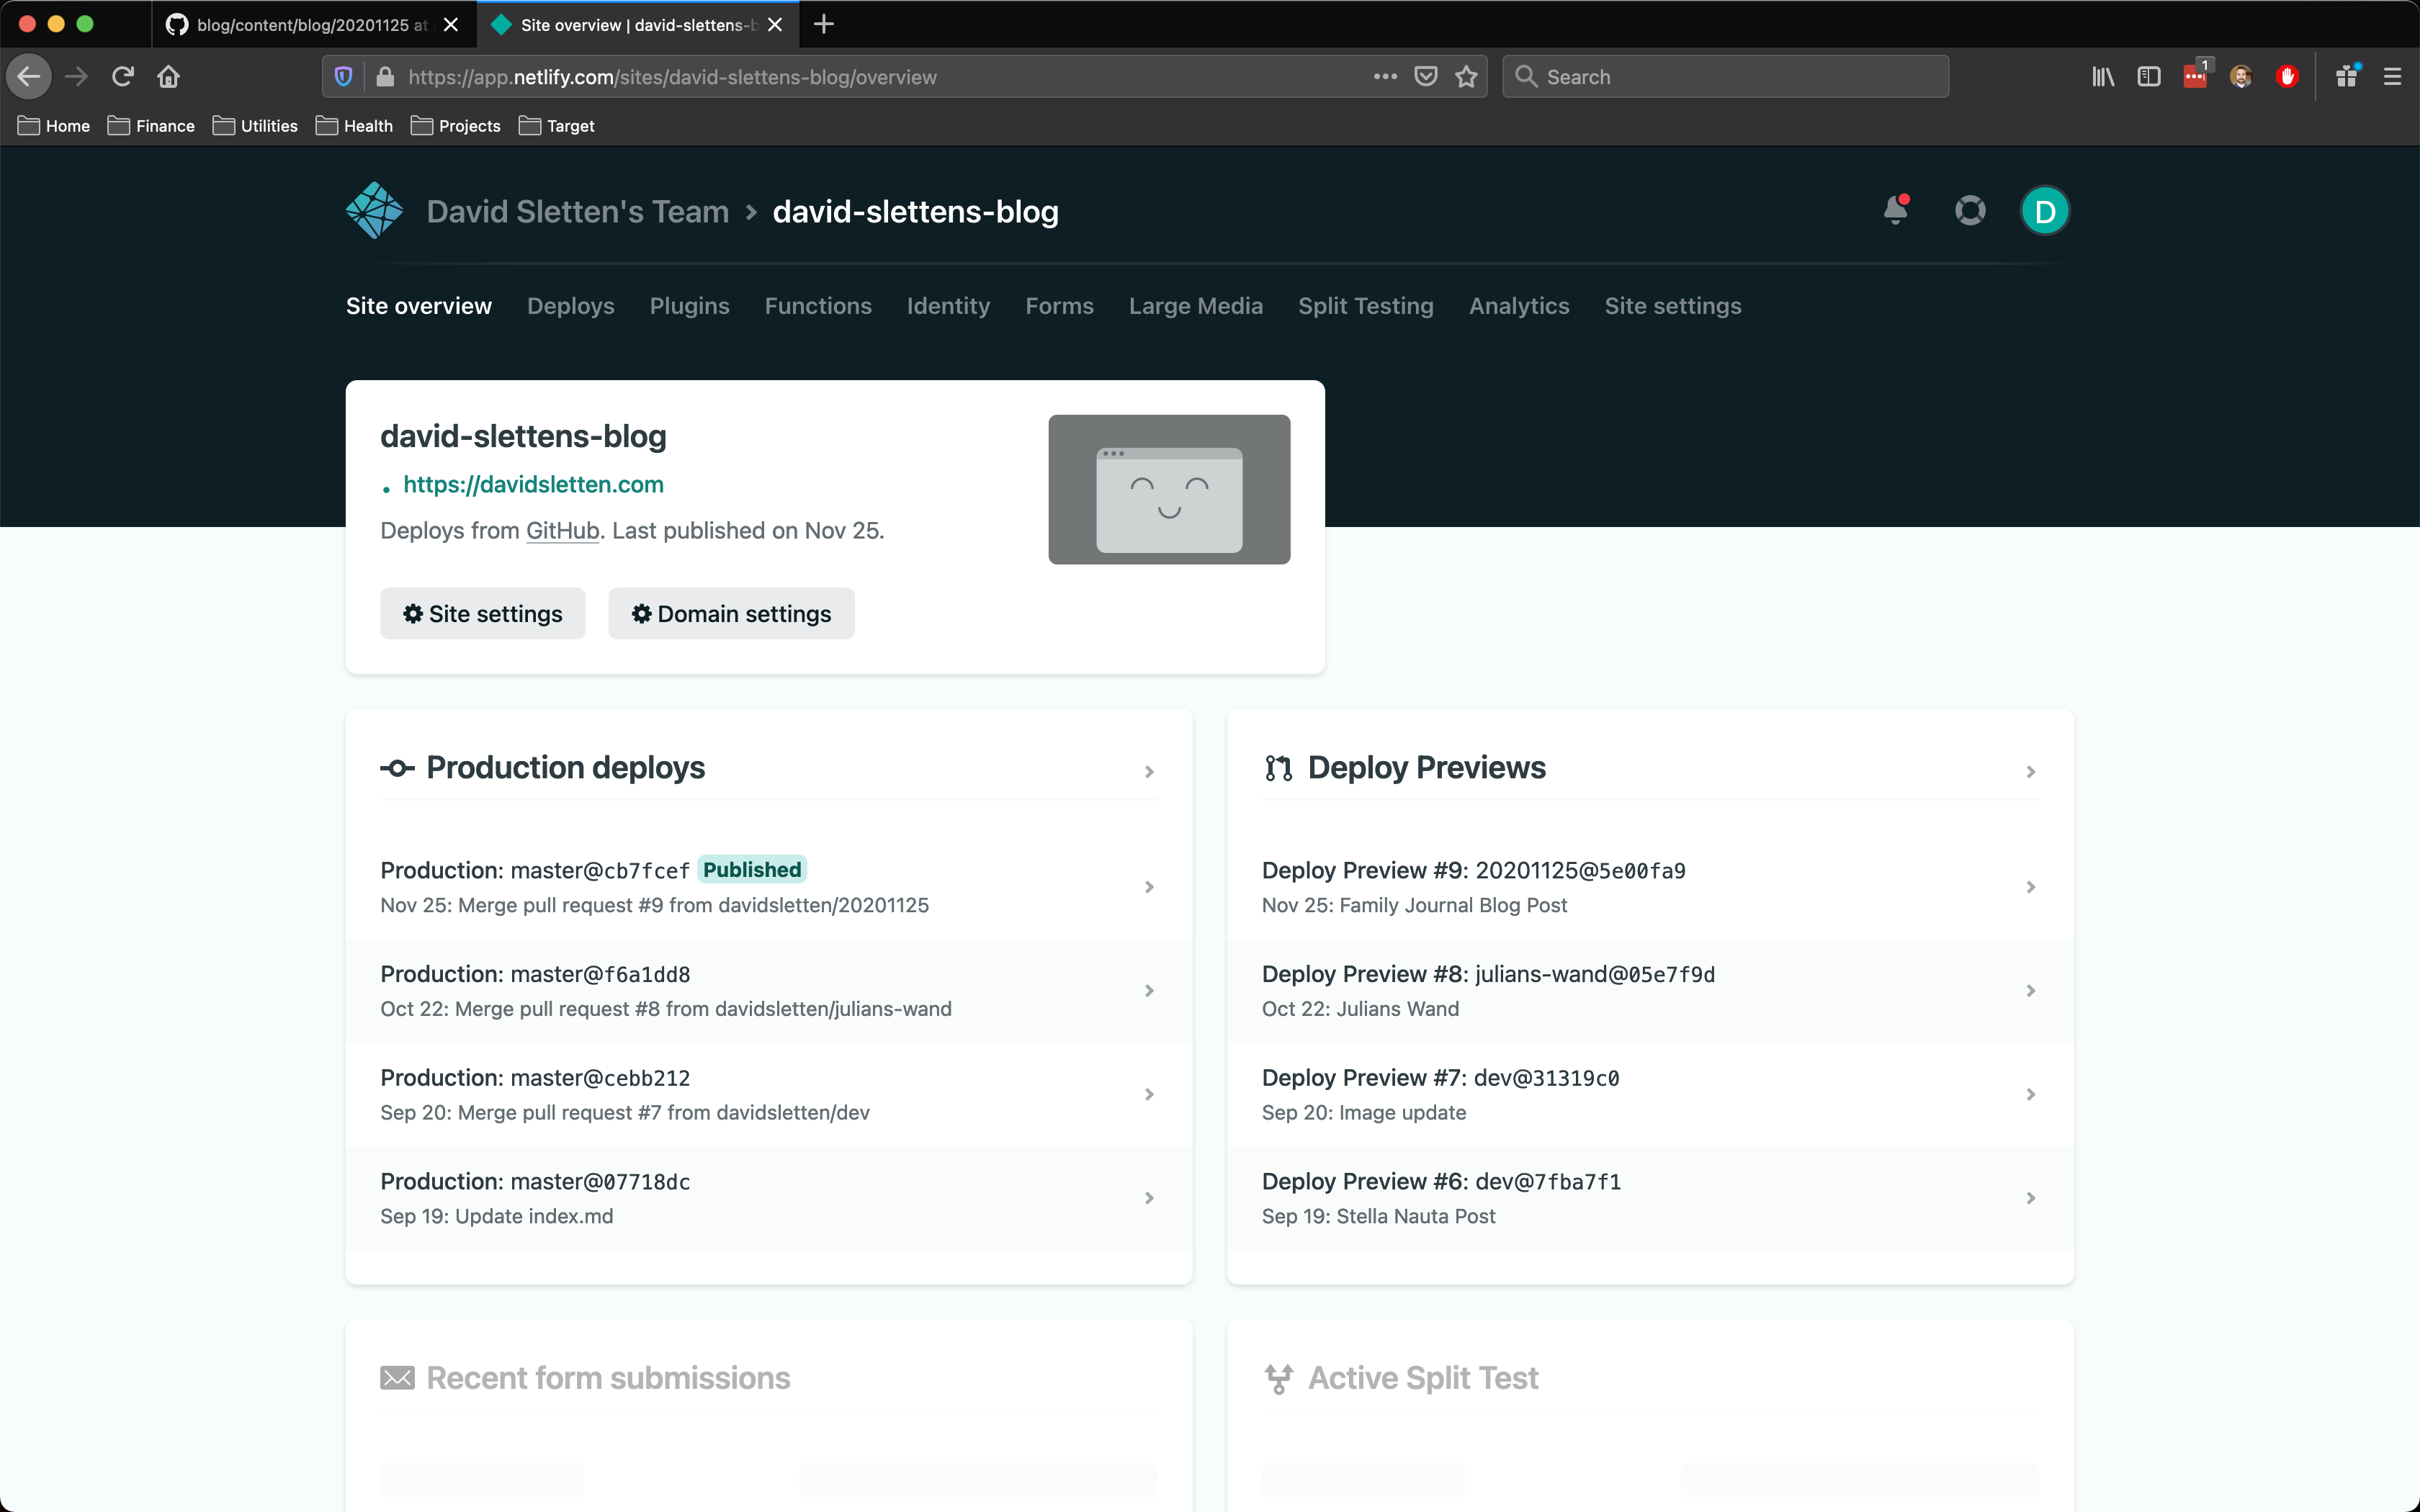 blog/content/blog/20201125 at
Site overview | david-slettens-b
https://app.netlify.com/sites/david-slettens-blog/overview
Search
1
Home Finance Utilities Health Projects Target
David Sletten's Team > david-slettens-blog
D
Site overview Deploys Plugins Functions Identity Forms Large Media Split Testing Analytics Site settings
david-slettens-blog
https://davidsletten.com
Deploys from GitHub. Last published on Nov 25.
Site settings Domain settings
Production deploys
Production: master@cb7fcef Published
Nov 25: Merge pull request #9 from davidsletten/20201125
Production: master@f6a1dd8
Oct 22: Merge pull request #8 from davidsletten/julians-wand
Production: master@cebb212
Sep 20: Merge pull request #7 from davidsletten/dev
Production: master@07718dc
Sep 19: Update index.md
Deploy Previews
Deploy Preview #9: 20201125@5e00fa9
Nov 25: Family Journal Blog Post
Deploy Preview #8: julians-wand@05e7f9d
Oct 22: Julians Wand
Deploy Preview #7: dev@31319c0
Sep 20: Image update
Deploy Preview #6: dev@7fba7f1
Sep 19: Stella Nauta Post
Recent form submissions
Active Split Test